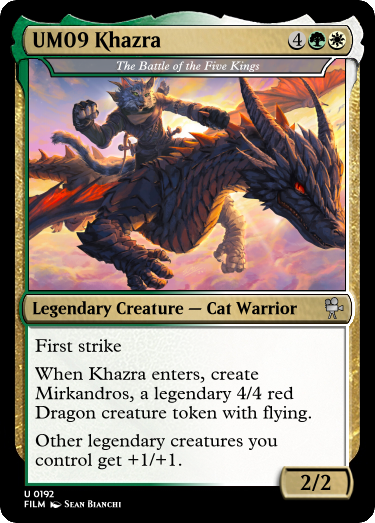 UM09 Khazra 4
The Battle of the Five Kings
Legendary Creature — Cat Warrior
First strike
When Khazra enters, create
Mirkandros, a legendary 4/4 red
Dragon creature token with flying.
Other legendary creatures you
control get +1/+1.
2/2
U 0192
FILM Sean Bianchi